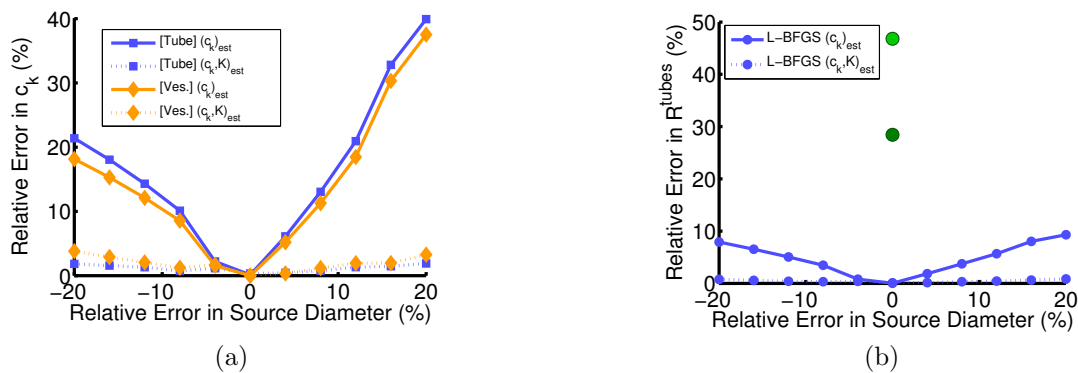 40
30
20
10
0
Relative Error in c_k (%)
[Tube] (c_k)_est
[Tube] (c_k,K)_est
[Ves.] (c_k)_est
[Ves.] (c_k,K)_est
−20 −10 0 10 20
Relative Error in Source Diameter (%)
(a)
50
40
30
20
10
0
Relative Error in R^tubes (%)
L−BFGS (c_k)_est
L−BFGS (c_k,K)_est
−20 −10 0 10 20
Relative Error in Source Diameter (%)
(b)